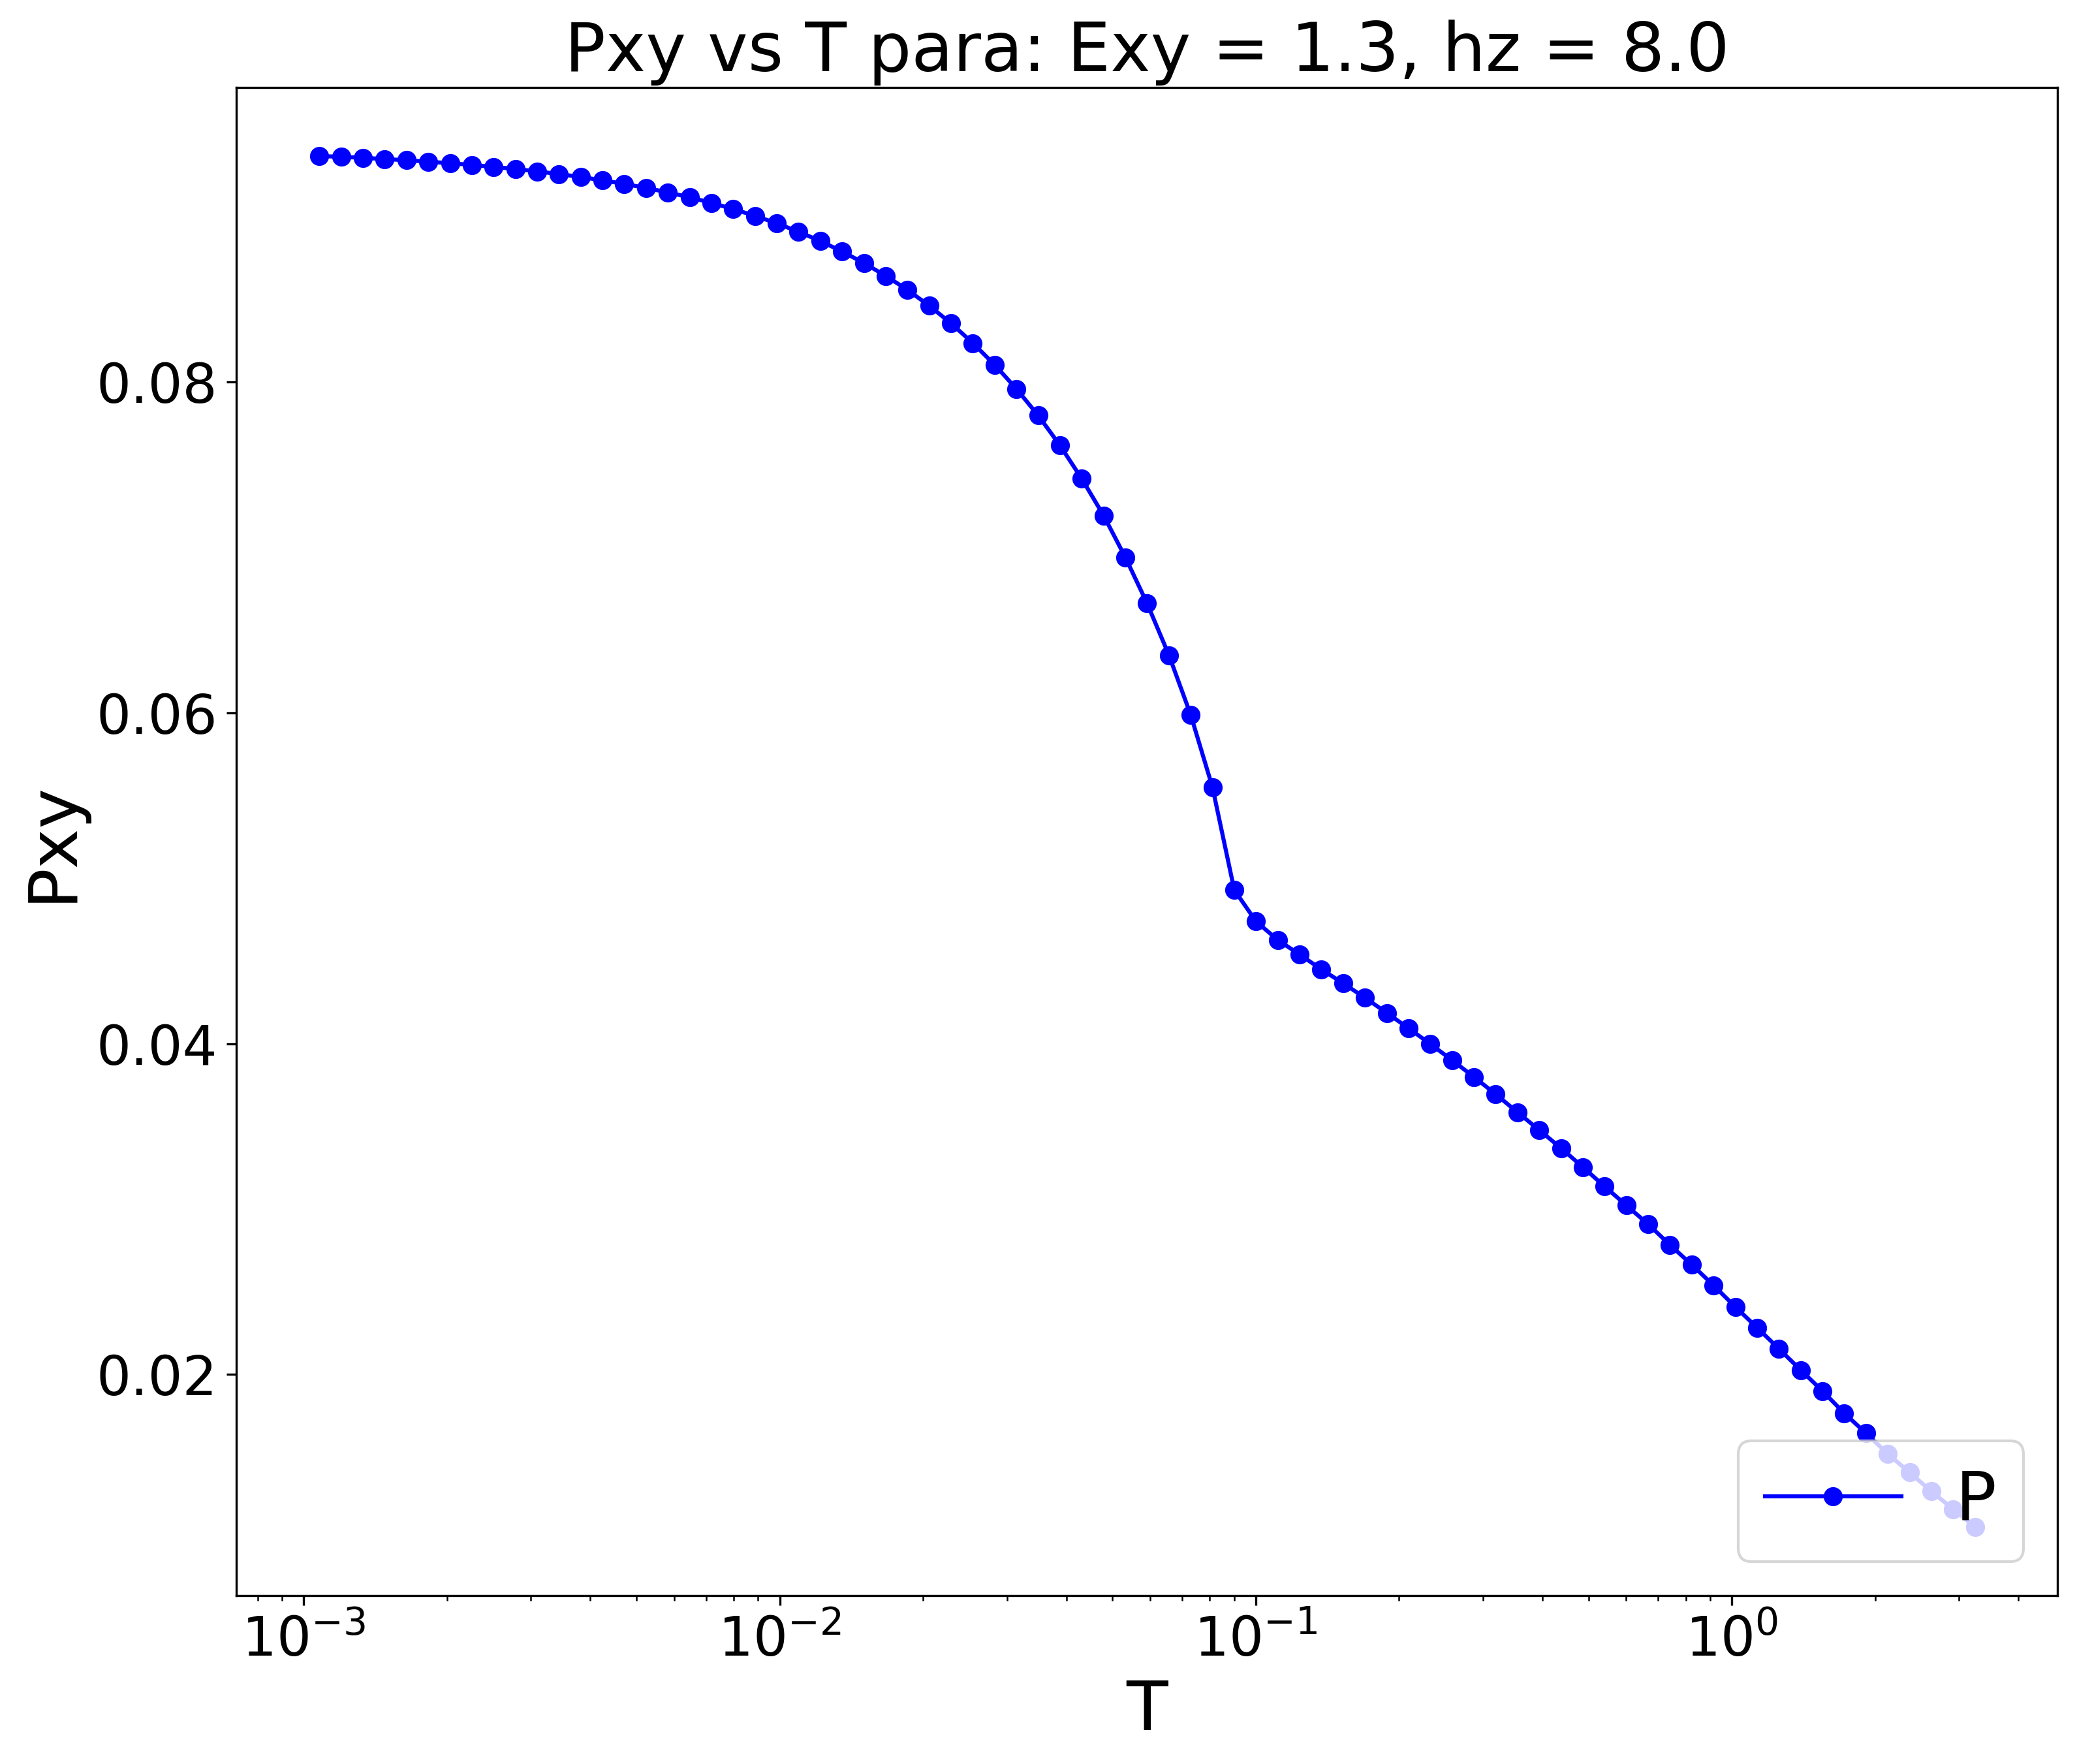 Pxy vs T para: Exy = 1.3, hz = 8.0
Pxy
0.08
0.06
0.04
0.02
P
10⁻³ 10⁻² 10⁻¹ 10⁰
T